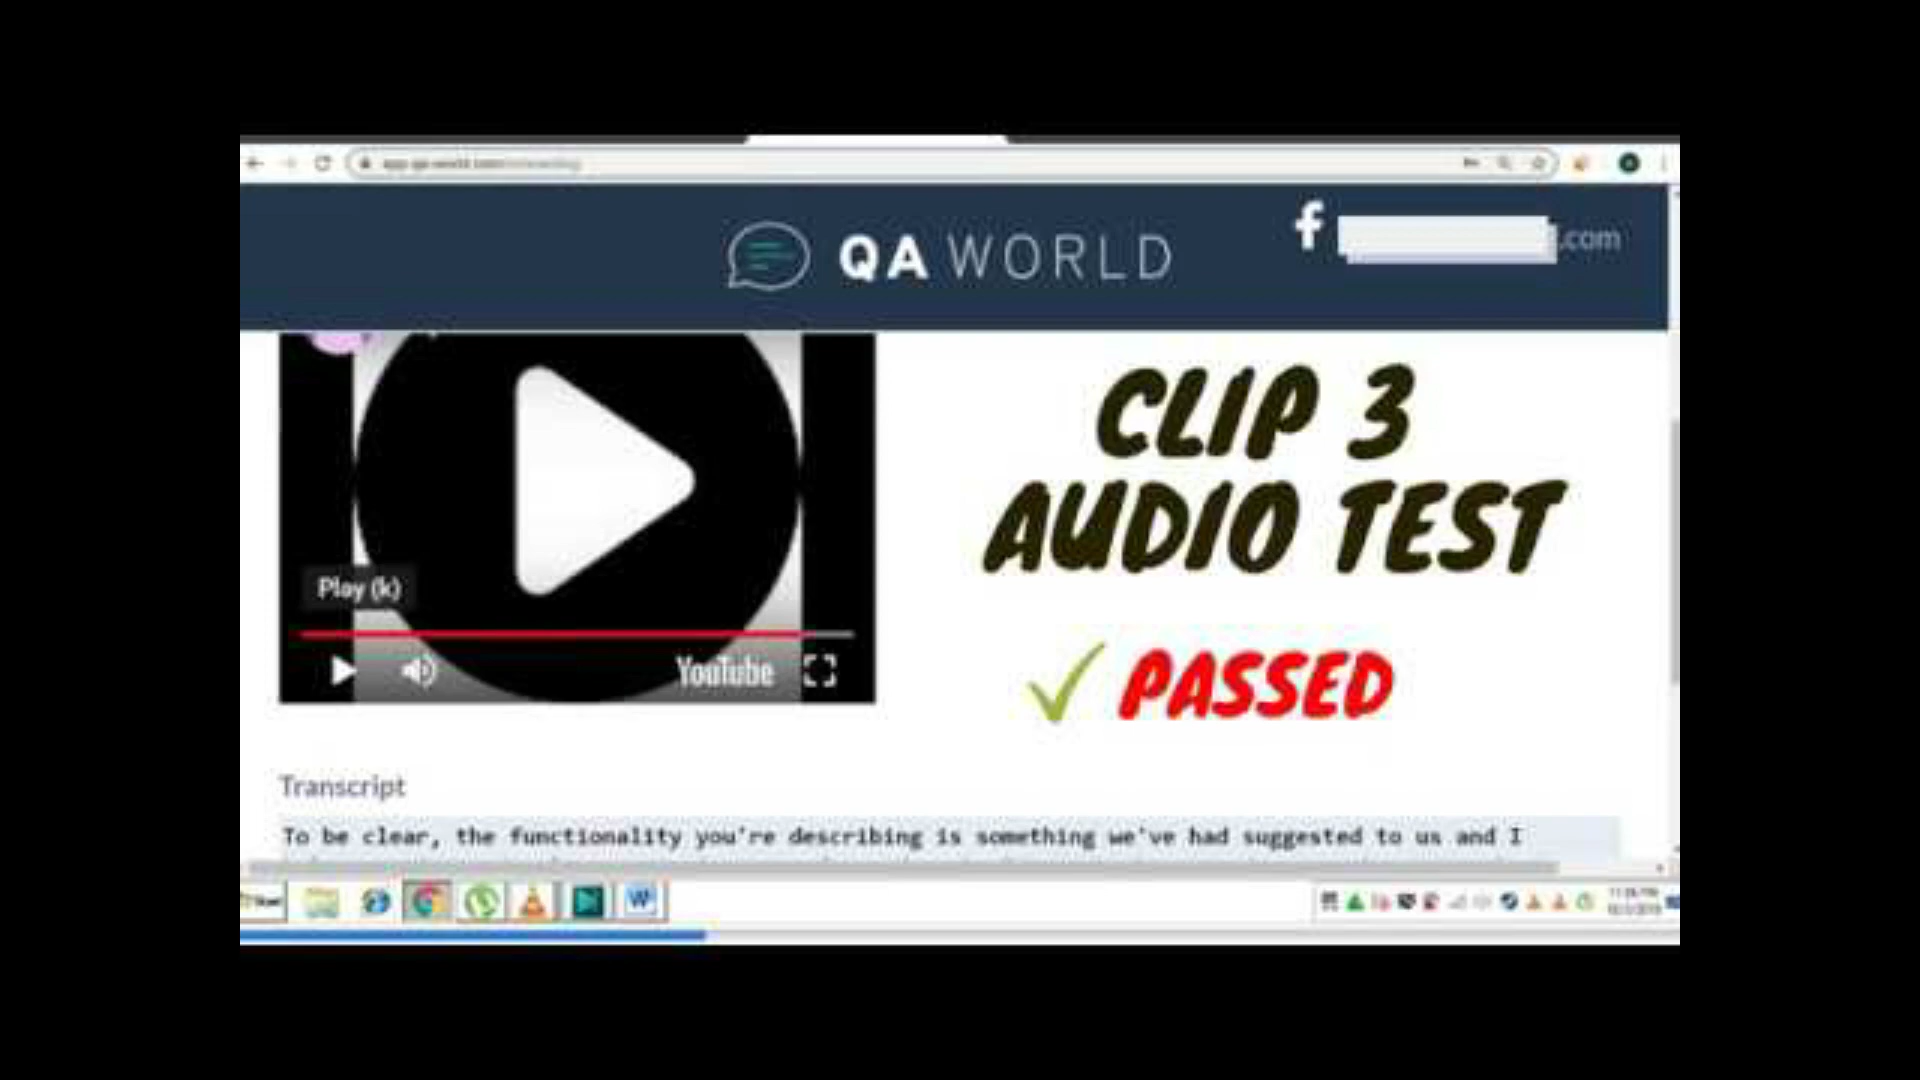 QA WORLD
f
.com
CLIP 3
AUDIO TEST
Play (k)
YouTube
PASSED
Transcript
To be clear, the functionality you're describing is something we've had suggested to us and I